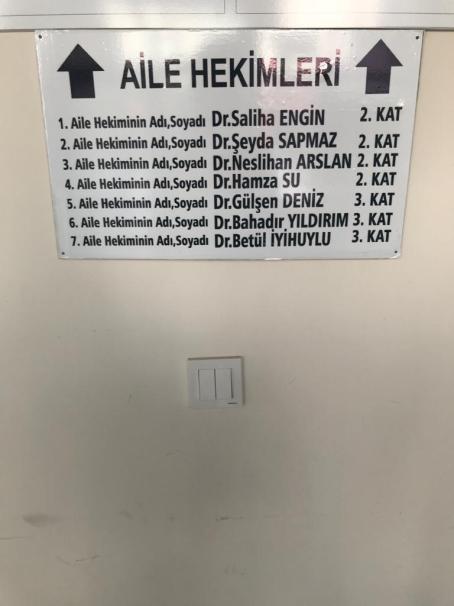 AİLE HEKİMLERİ
1. Aile Hekiminin Adı,Soyadı Dr.Saliha ENGİN 2. KAT
2. Aile Hekiminin Adı,Soyadı Dr.Şeyda SAPMAZ 2. KAT
3. Aile Hekiminin Adı,Soyadı Dr.Neslihan ARSLAN 2. KAT
4. Aile Hekiminin Adı,Soyadı Dr.Hamza SU 2. KAT
5. Aile Hekiminin Adı,Soyadı Dr.Gülşen DENİZ 3. KAT
6. Aile Hekiminin Adı,Soyadı Dr.Bahadır YILDIRIM 3. KAT
7. Aile Hekiminin Adı,Soyadı Dr.Betül İYİHUYLU 3. KAT